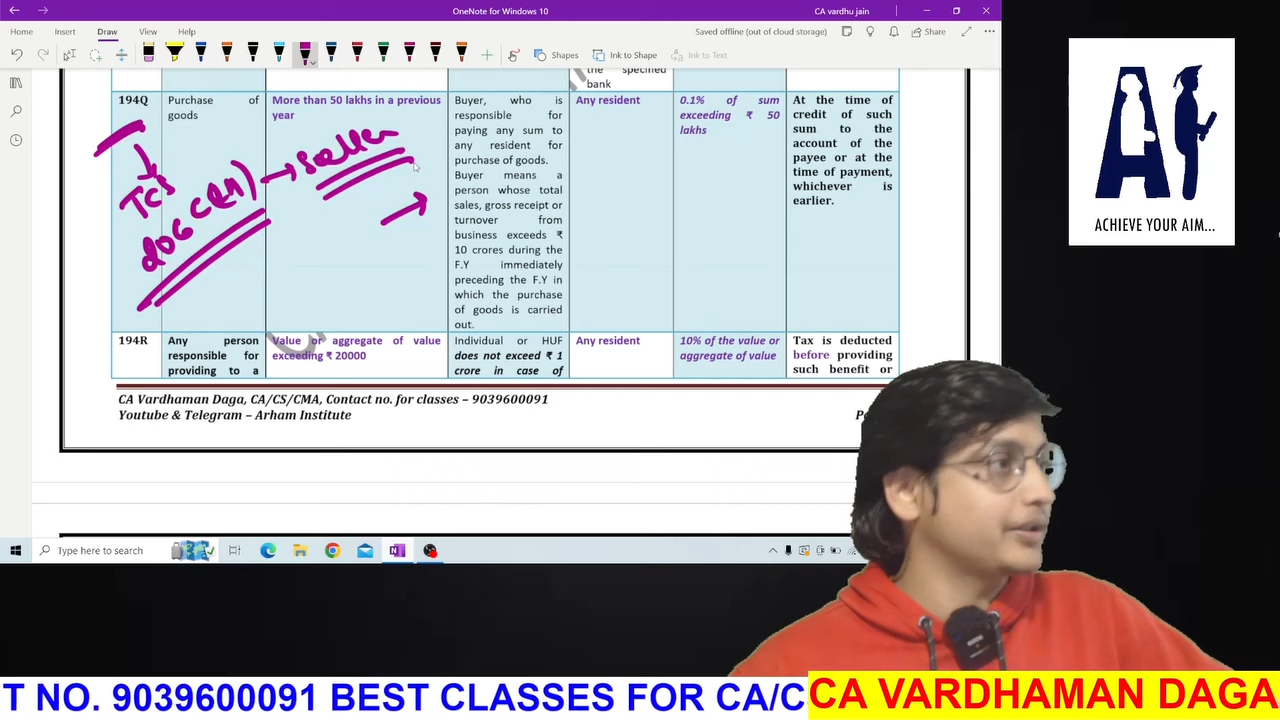 OneNote for Windows 10
CA vardhu jain
Home
Insert
Draw
View
Help
Saved offline (out of cloud storage)
Share
Shapes
Ink to Shape
Ink to Text
the specified
bank
194Q
Purchase of
goods
More than 50 lakhs in a previous
year
Buyer, who is
responsible for
paying any sum to
any resident for
purchase of goods.
Buyer means a
person whose total
sales, gross receipt or
turnover from
business exceeds ₹
10 crores during the
F.Y immediately
preceding the F.Y in
which the purchase
of goods is carried
out.
Any resident
0.1% of sum
exceeding ₹ 50
lakhs
At the time of
credit of such
sum to the
account of the
payee or at the
time of payment,
whichever is
earlier.
TCS
206C(1H) → Seller
194R
Any person
responsible for
providing to a
Value or aggregate of value
exceeding ₹ 20000
Individual or HUF
does not exceed ₹ 1
crore in case of
Any resident
10% of the value or
aggregate of value
Tax is deducted
before providing
such benefit or
CA Vardhaman Daga, CA/CS/CMA, Contact no. for classes – 9039600091
Youtube & Telegram – Arham Institute
Type here to search
ACHIEVE YOUR AIM...
T NO. 9039600091 BEST CLASSES FOR CA/C
CA VARDHAMAN DAGA